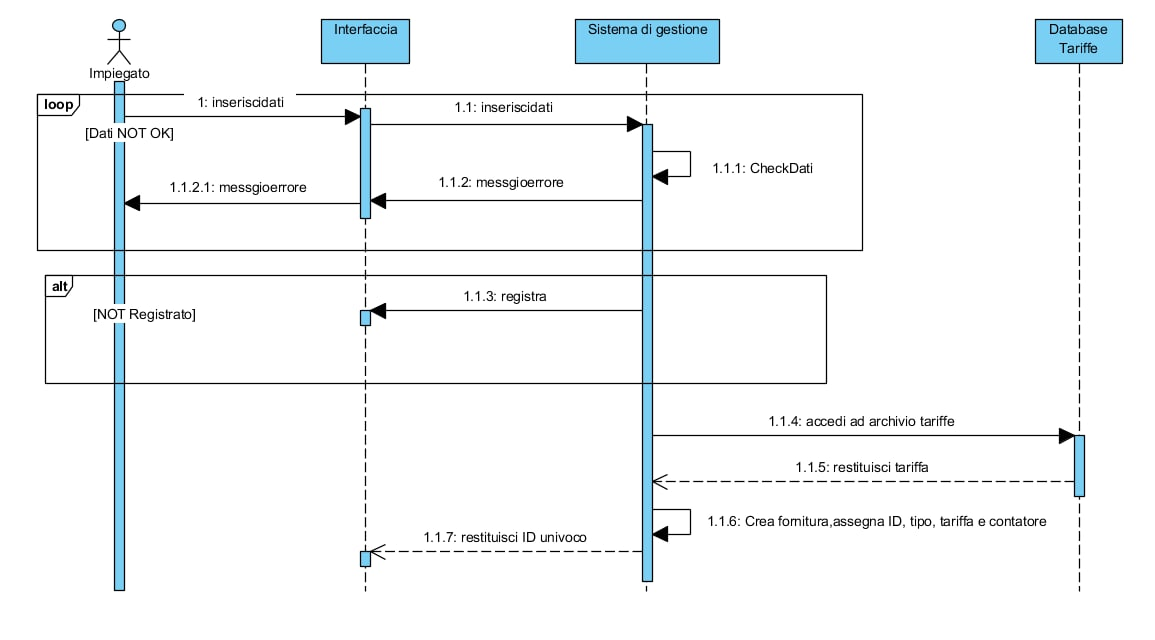 Impiegato
Interfaccia
Sistema di gestione
Database
Tariffe
loop
1: inseriscidati
1.1: inseriscidati
[Dati NOT OK]
1.1.1: CheckDati
1.1.2: messgioerrore
1.1.2.1: messgioerrore
alt
1.1.3: registra
[NOT Registrato]
1.1.4: accedi ad archivio tariffe
1.1.5: restituisci tariffa
1.1.6: Crea fornitura,assegna ID, tipo, tariffa e contatore
1.1.7: restituisci ID univoco